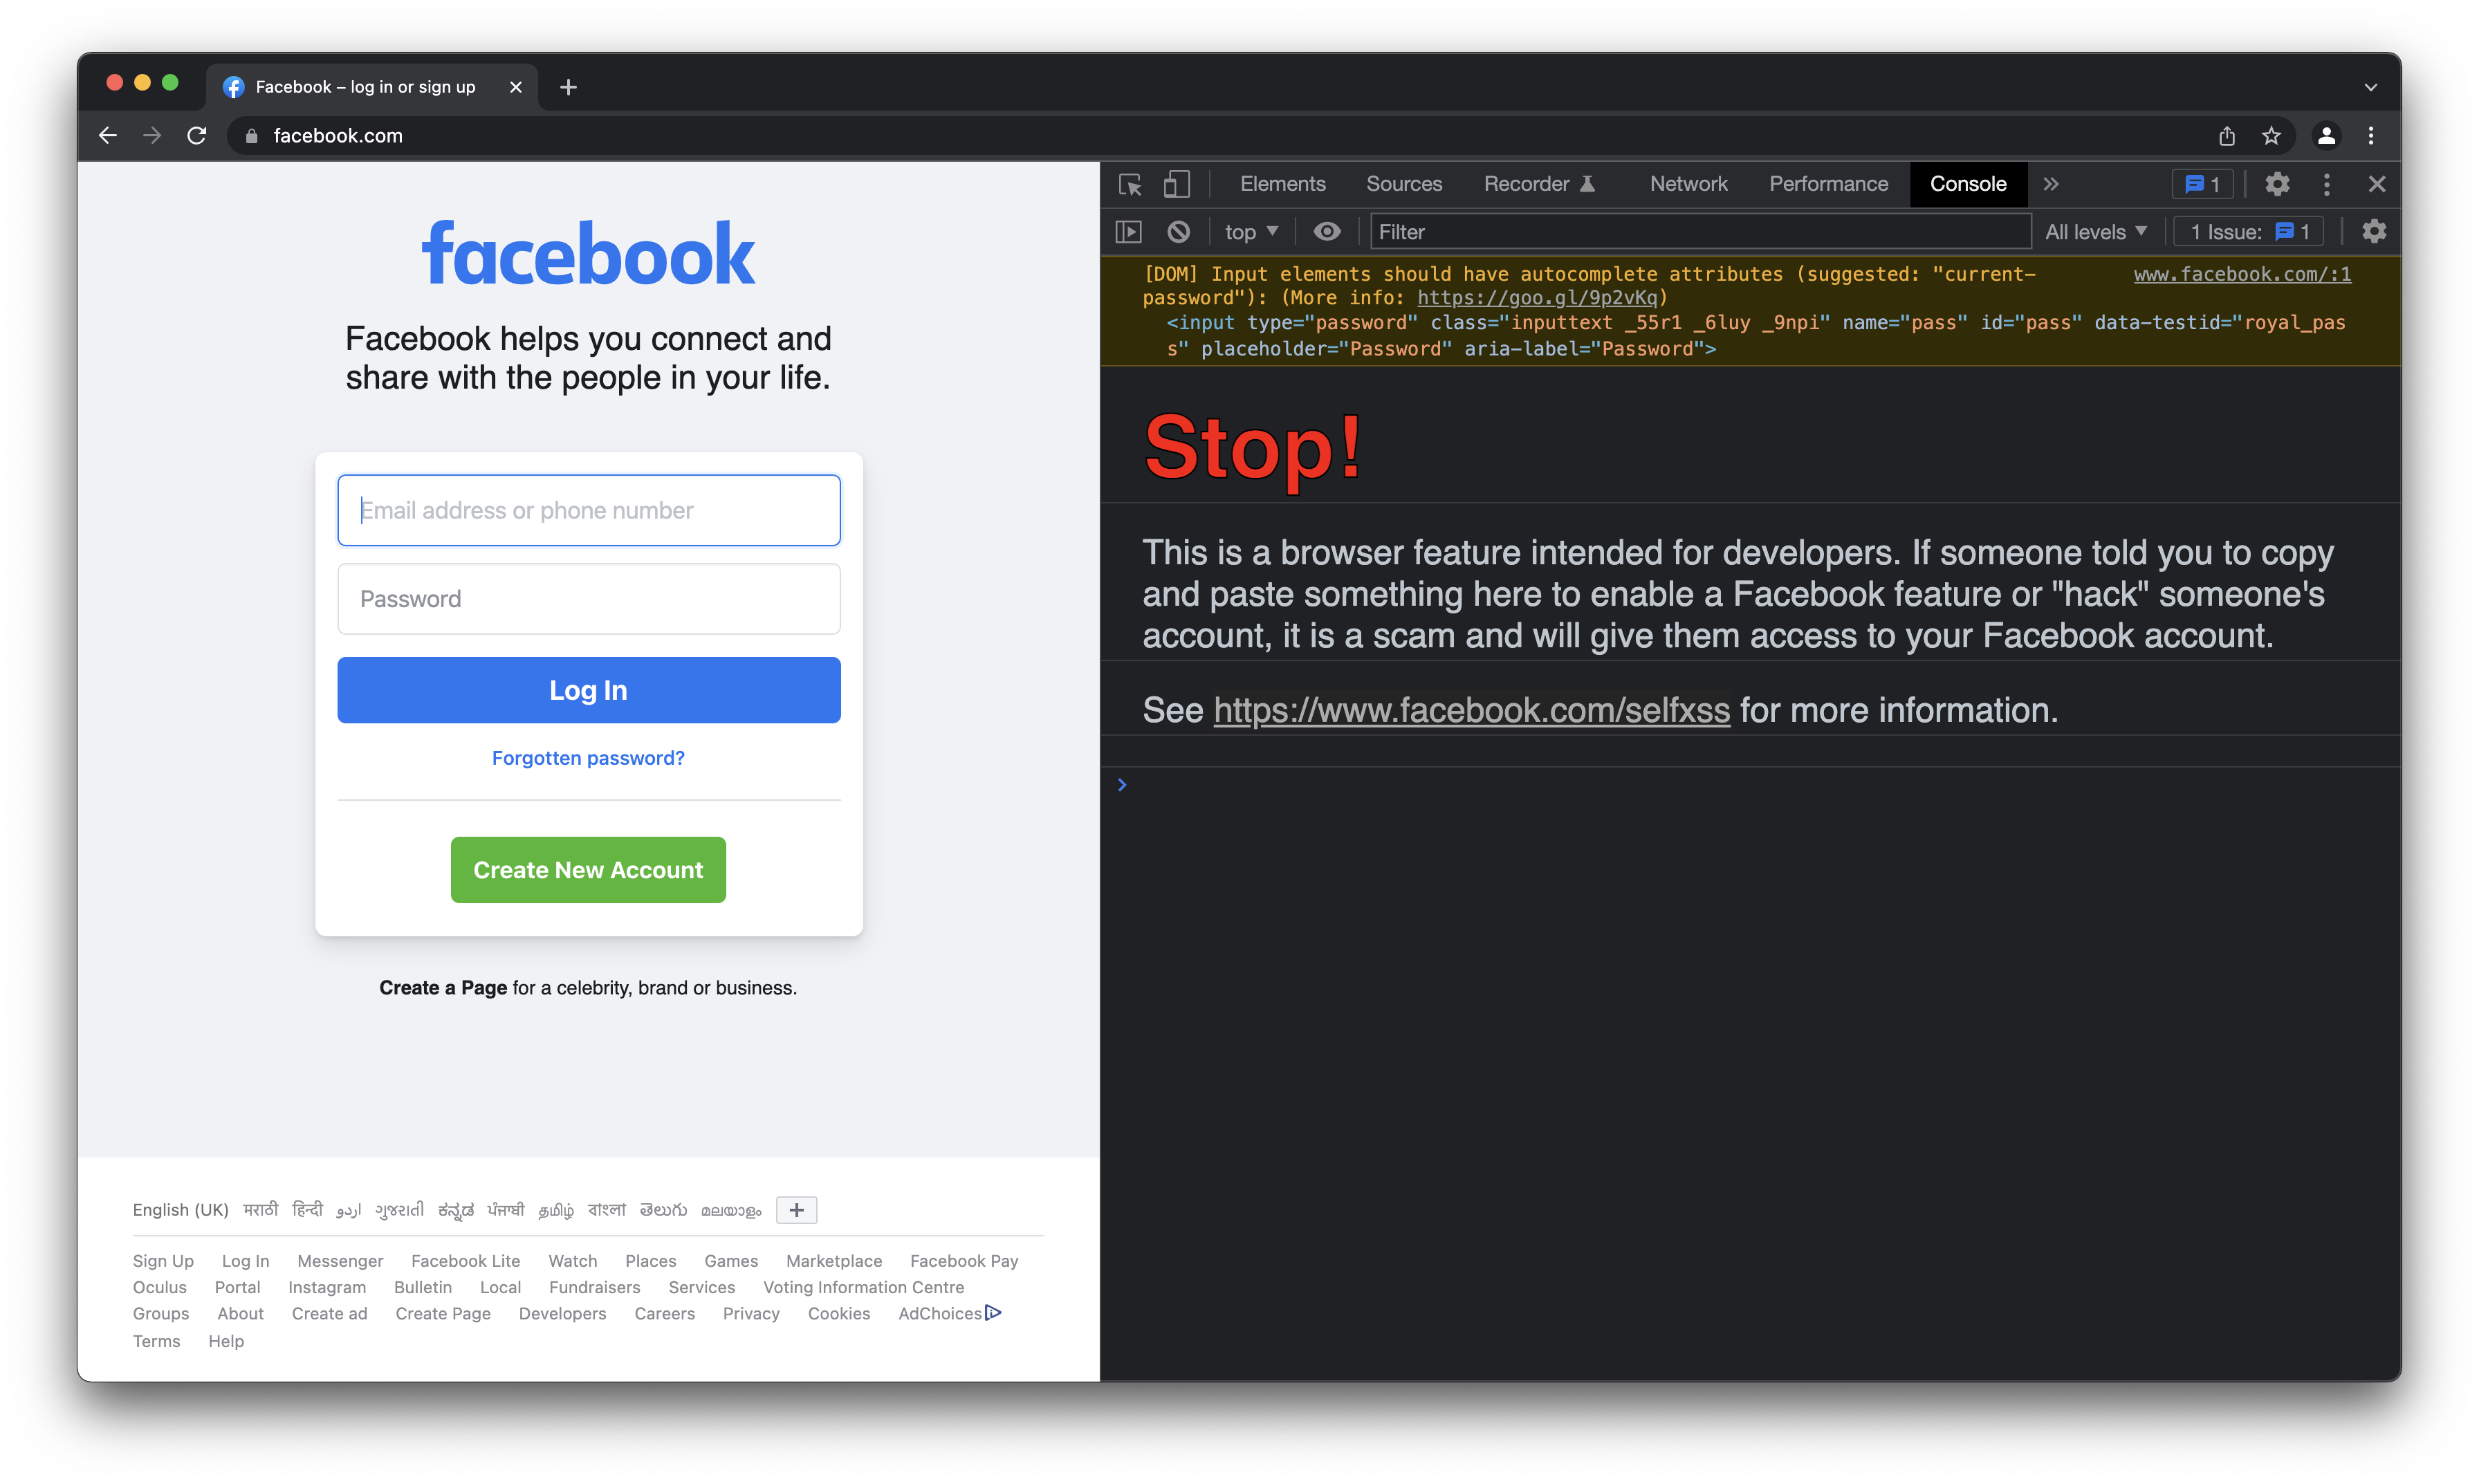 Facebook – log in or sign up
facebook.com
facebook
Facebook helps you connect and
share with the people in your life.
Email address or phone number
Password
Log In
Forgotten password?
Create New Account
Create a Page for a celebrity, brand or business.
English (UK) मराठी हिन्दी اردو ગુજરાતી ಕನ್ನಡ ਪੰਜਾਬੀ தமிழ் বাংলা తెలుగు മലയാളം +
Sign Up Log In Messenger Facebook Lite Watch Places Games Marketplace Facebook Pay
Oculus Portal Instagram Bulletin Local Fundraisers Services Voting Information Centre
Groups About Create ad Create Page Developers Careers Privacy Cookies AdChoices
Terms Help
Elements Sources Recorder Network Performance Console 1
top Filter All levels 1 Issue: 1
[DOM] Input elements should have autocomplete attributes (suggested: "current- www.facebook.com/:1
password"): (More info: https://goo.gl/9p2vKq)
<input type="password" class="inputtext _55r1 _6luy _9npi" name="pass" id="pass" data-testid="royal_pas
s" placeholder="Password" aria-label="Password">
Stop!
This is a browser feature intended for developers. If someone told you to copy
and paste something here to enable a Facebook feature or "hack" someone's
account, it is a scam and will give them access to your Facebook account.
See https://www.facebook.com/selfxss for more information.